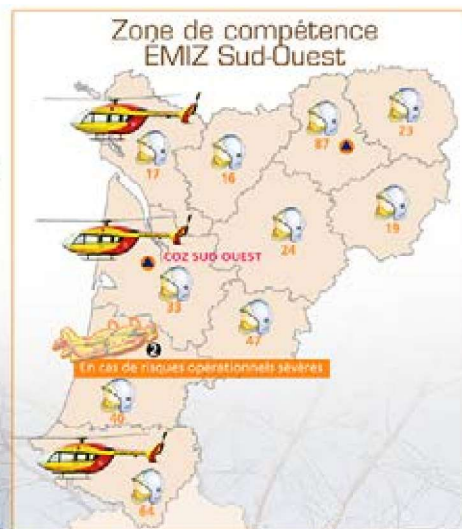 Zone de compétence
ÉMIZ Sud-Ouest
23
87
17
16
19
24
COZ SUD OUEST
33
47
2
En cas de risques opérationnels sévères
40
64